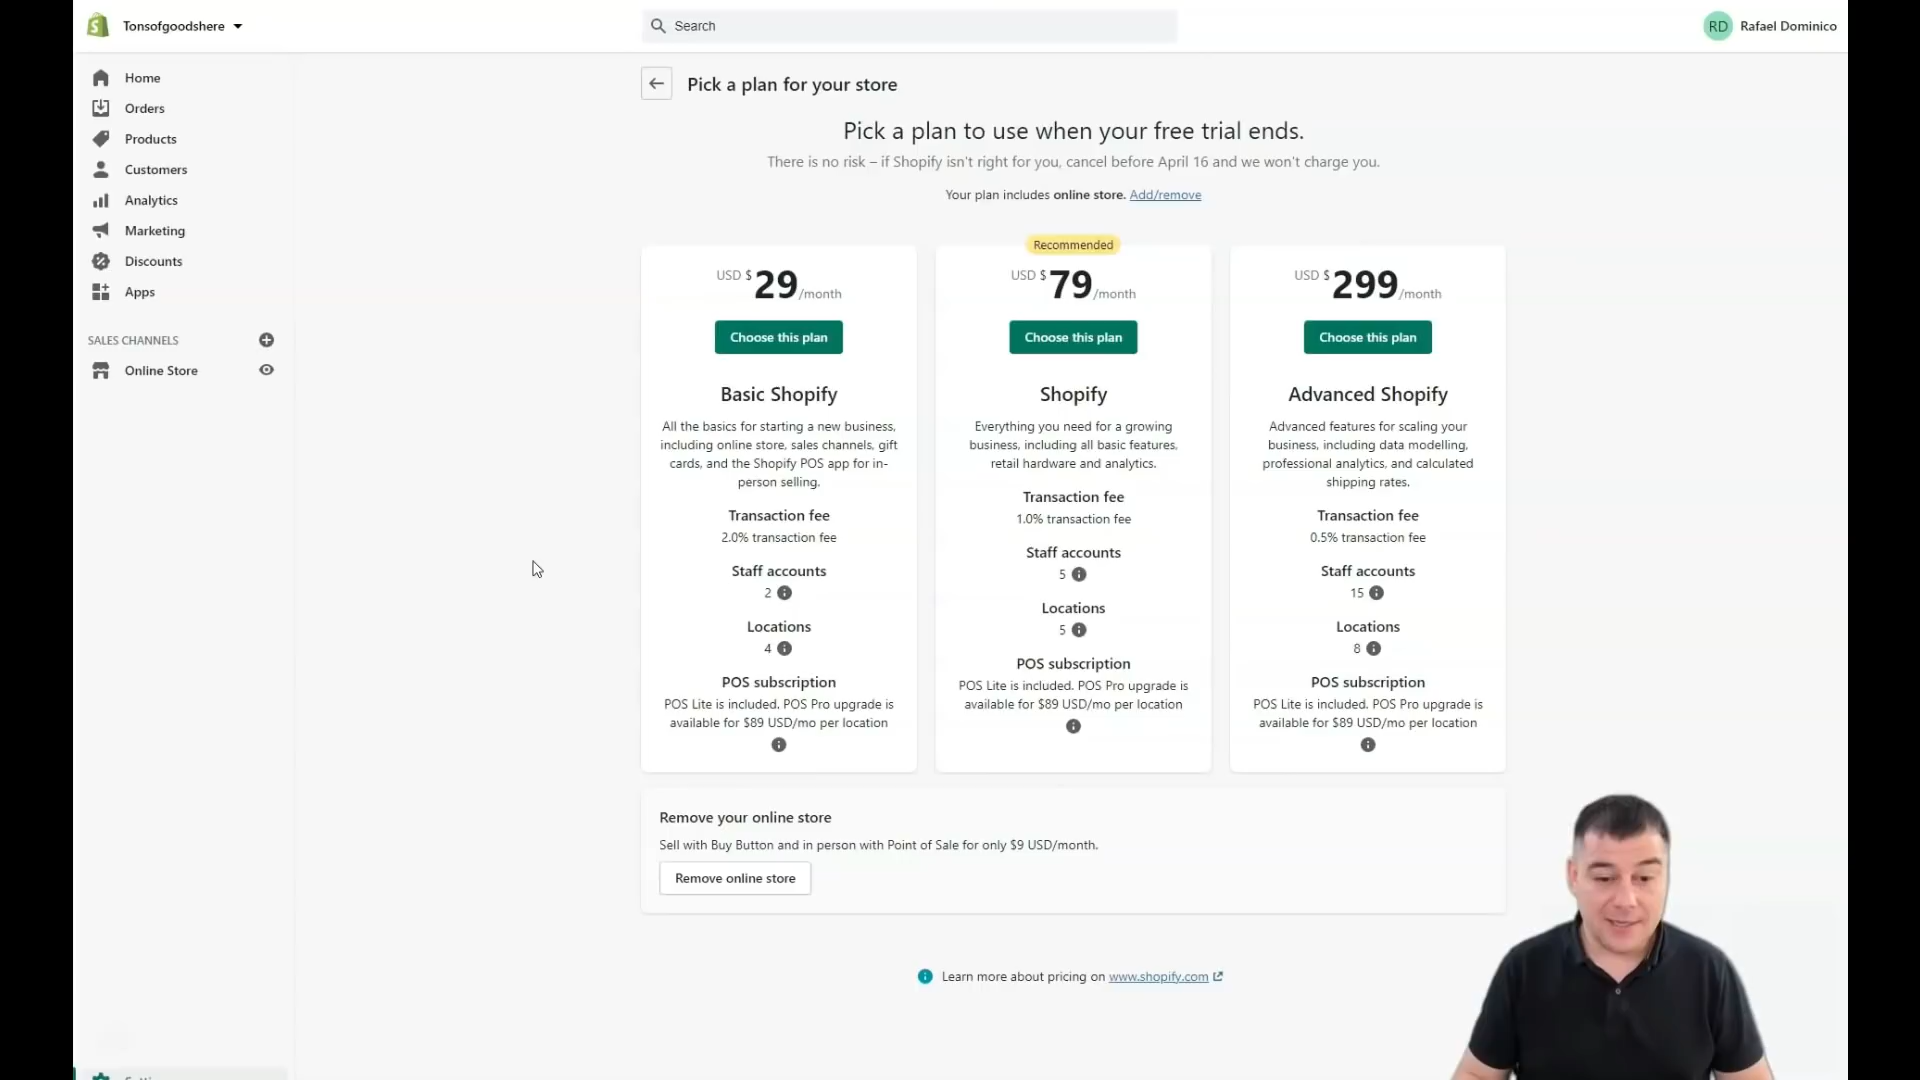 Tonsofgoodshere
Search
RD Rafael Dominico
Home
Orders
Products
Customers
Analytics
Marketing
Discounts
Apps
SALES CHANNELS
Online Store
Pick a plan for your store
Pick a plan to use when your free trial ends.
There is no risk – if Shopify isn't right for you, cancel before April 16 and we won't charge you.
Your plan includes online store. Add/remove
USD $ 29 /month
Choose this plan
Basic Shopify
All the basics for starting a new business,
including online store, sales channels, gift
cards, and the Shopify POS app for in-
person selling.
Transaction fee
2.0% transaction fee
Staff accounts
2
Locations
4
POS subscription
POS Lite is included. POS Pro upgrade is
available for $89 USD/mo per location
Recommended
USD $ 79 /month
Choose this plan
Shopify
Everything you need for a growing
business, including all basic features,
retail hardware and analytics.
Transaction fee
1.0% transaction fee
Staff accounts
5
Locations
5
POS subscription
POS Lite is included. POS Pro upgrade is
available for $89 USD/mo per location
USD $ 299 /month
Choose this plan
Advanced Shopify
Advanced features for scaling your
business, including data modelling,
professional analytics, and calculated
shipping rates.
Transaction fee
0.5% transaction fee
Staff accounts
15
Locations
8
POS subscription
POS Lite is included. POS Pro upgrade is
available for $89 USD/mo per location
Remove your online store
Sell with Buy Button and in person with Point of Sale for only $9 USD/month.
Remove online store
Learn more about pricing on www.shopify.com